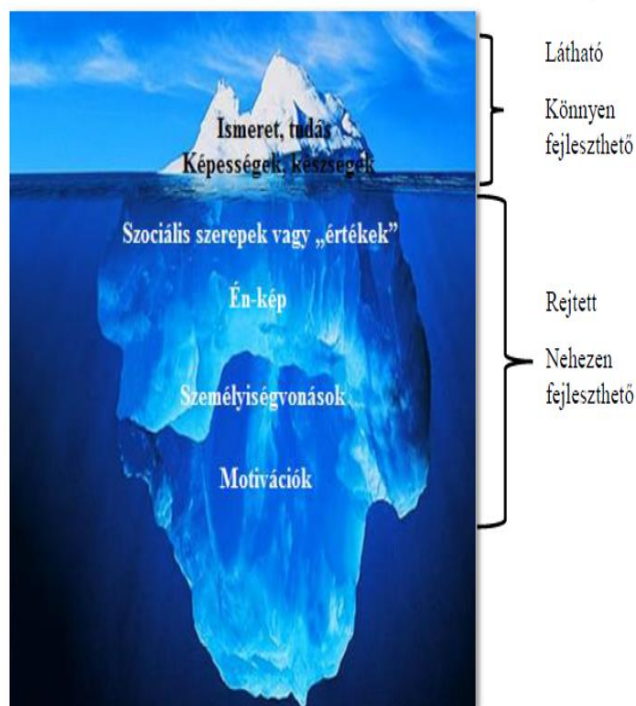 Ismeret, tudás
Képességek, készségek
Szociális szerepek vagy „értékek”
Én-kép
Személyiségvonások
Motivációk
Látható
Könnyen
fejleszthető
Rejtett
Nehezen
fejleszthető